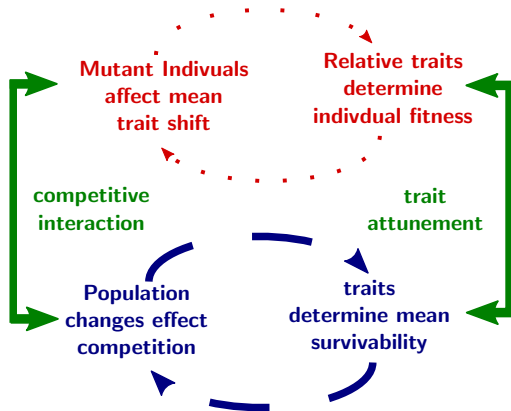 Mutant Indivuals
affect mean
trait shift
Relative traits
determine
indivdual fitness
competitive
interaction
trait
attunement
Population
changes effect
competition
traits
determine mean
survivability